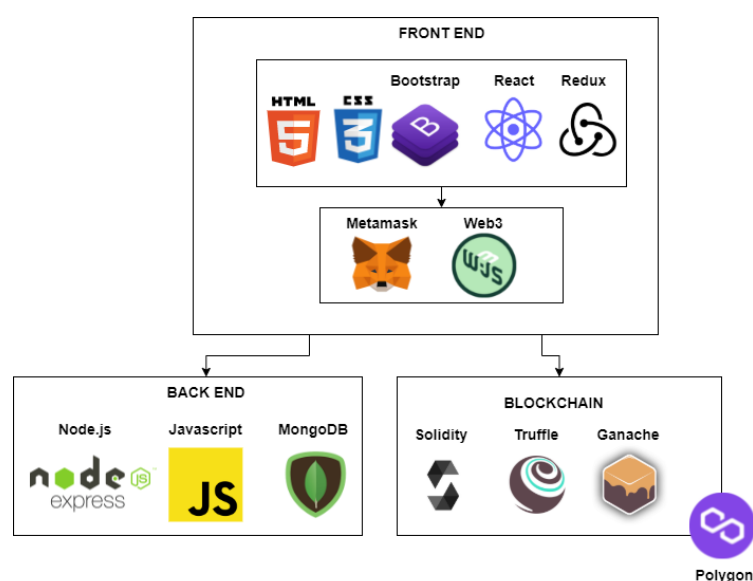 FRONT END
Bootstrap React Redux
HTML CSS
5 3 B
Metamask Web3
W3JS
BACK END
Node.js Javascript MongoDB
node JS
express
JS
BLOCKCHAIN
Solidity Truffle Ganache
Polygon